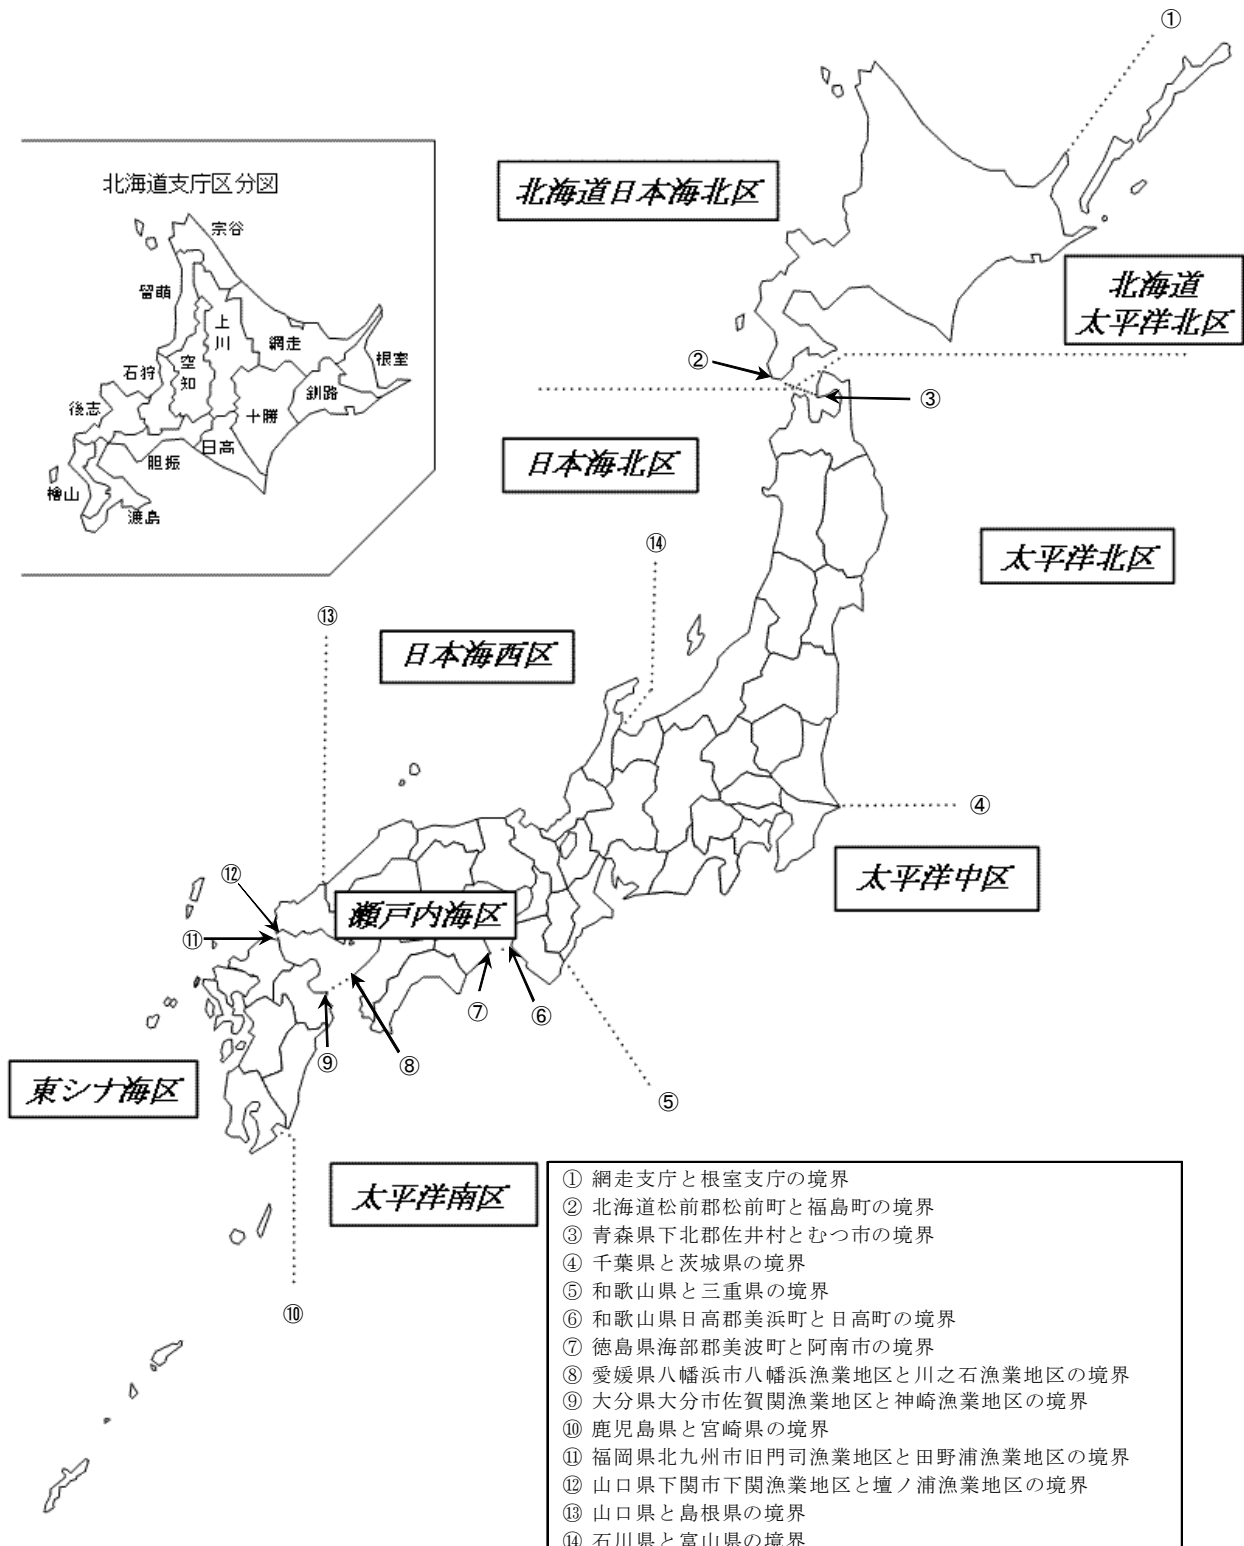 ①
北海道支庁区分図
宗谷
留萌
上川
網走
石狩
空知
根室
釧路
後志
十勝
日高
胆振
檜山
渡島
北海道日本海北区
北海道
太平洋北区
②
③
日本海北区
太平洋北区
⑭
⑬
日本海西区
④
太平洋中区
⑫
瀬戸内海区
⑪
⑦
⑥
⑨
⑧
東シナ海区
⑤
太平洋南区
⑩
① 網走支庁と根室支庁の境界
② 北海道松前郡松前町と福島町の境界
③ 青森県下北郡佐井村とむつ市の境界
④ 千葉県と茨城県の境界
⑤ 和歌山県と三重県の境界
⑥ 和歌山県日高郡美浜町と日高町の境界
⑦ 徳島県海部郡美波町と阿南市の境界
⑧ 愛媛県八幡浜市八幡浜漁業地区と川之石漁業地区の境界
⑨ 大分県大分市佐賀関漁業地区と神崎漁業地区の境界
⑩ 鹿児島県と宮崎県の境界
⑪ 福岡県北九州市旧門司漁業地区と田野浦漁業地区の境界
⑫ 山口県下関市下関漁業地区と壇ノ浦漁業地区の境界
⑬ 山口県と島根県の境界
⑭ 石川県と富山県の境界